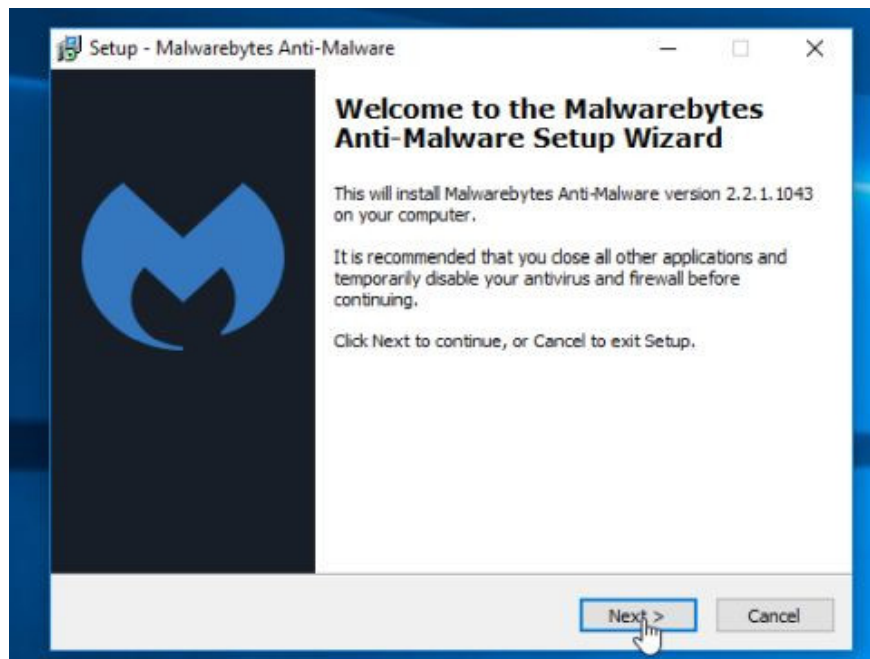 Setup - Malwarebytes Anti-Malware
Welcome to the Malwarebytes
Anti-Malware Setup Wizard
This will install Malwarebytes Anti-Malware version 2.2.1.1043
on your computer.
It is recommended that you close all other applications and
temporarily disable your antivirus and firewall before
continuing.
Click Next to continue, or Cancel to exit Setup.
Next >
Cancel